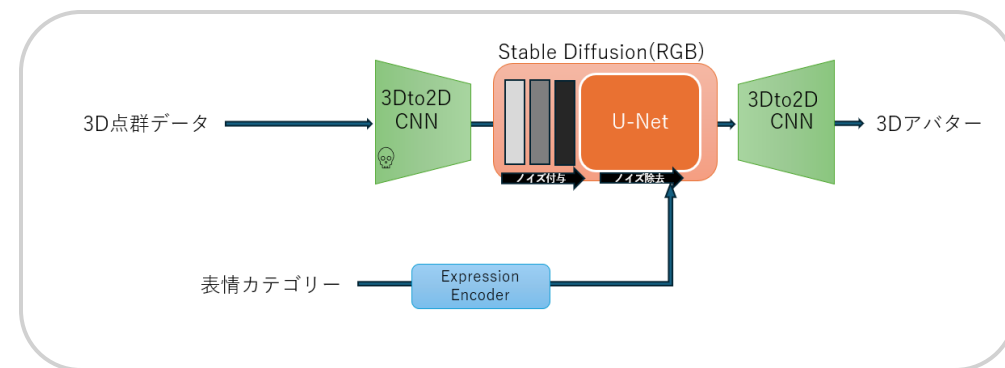 Stable Diffusion(RGB)
3D点群データ
3Dto2D
CNN
U-Net
3Dto2D
CNN
3Dアバター
ノイズ付与
ノイズ除去
表情カテゴリー
Expression
Encoder